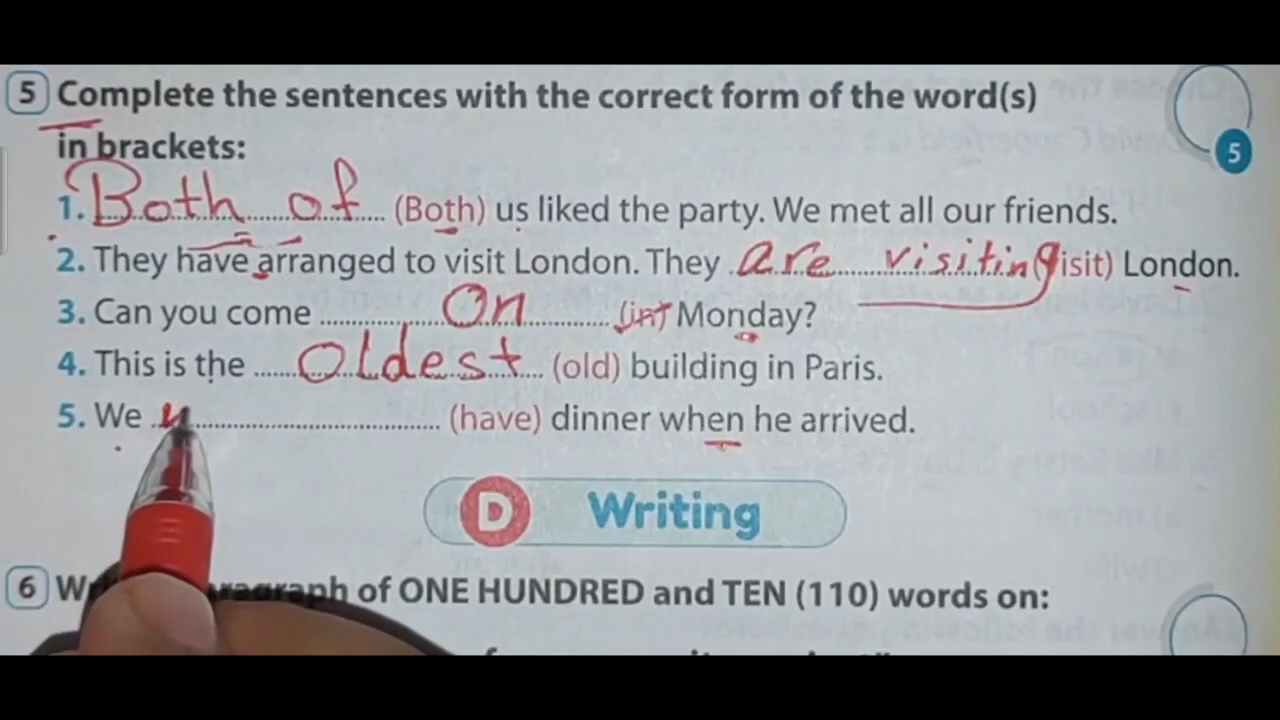 5 Complete the sentences with the correct form of the word(s)
in brackets:
5
1. Both of (Both) us liked the party. We met all our friends.
2. They have arranged to visit London. They are visiting (visit) London.
3. Can you come On (in) Monday?
4. This is the Oldest (old) building in Paris.
5. We (have) dinner when he arrived.
D Writing
6 paragraph of ONE HUNDRED and TEN (110) words on: